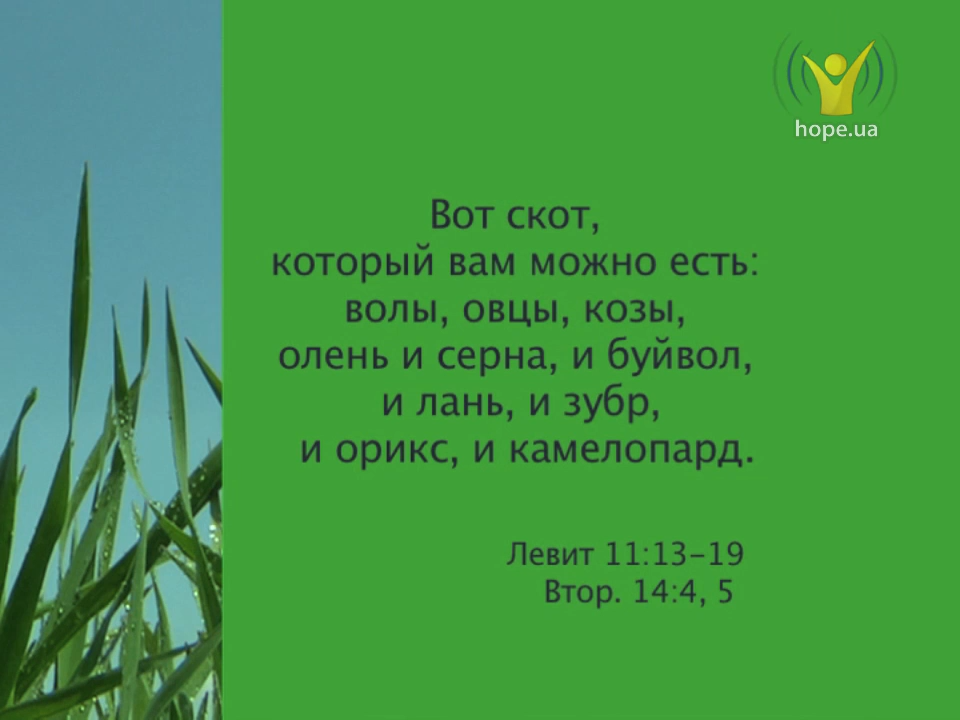 hope.ua
Вот скот,
который вам можно есть:
волы, овцы, козы,
олень и серна, и буйвол,
и лань, и зубр,
и орикс, и камелопард.
Левит 11:13-19
Втор. 14:4, 5